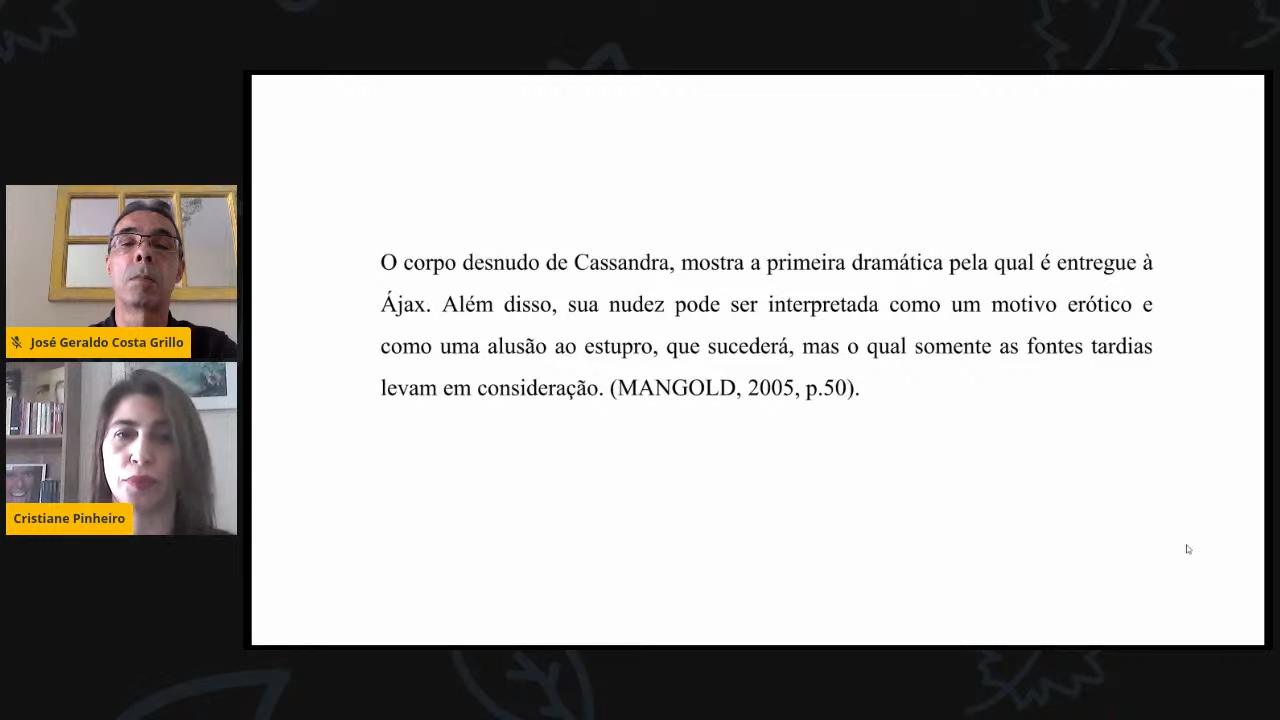 O corpo desnudo de Cassandra, mostra a primeira dramática pela qual é entregue à
Ájax. Além disso, sua nudez pode ser interpretada como um motivo erótico e
como uma alusão ao estupro, que sucederá, mas o qual somente as fontes tardias
levam em consideração. (MANGOLD, 2005, p.50).
José Geraldo Costa Grillo
Cristiane Pinheiro